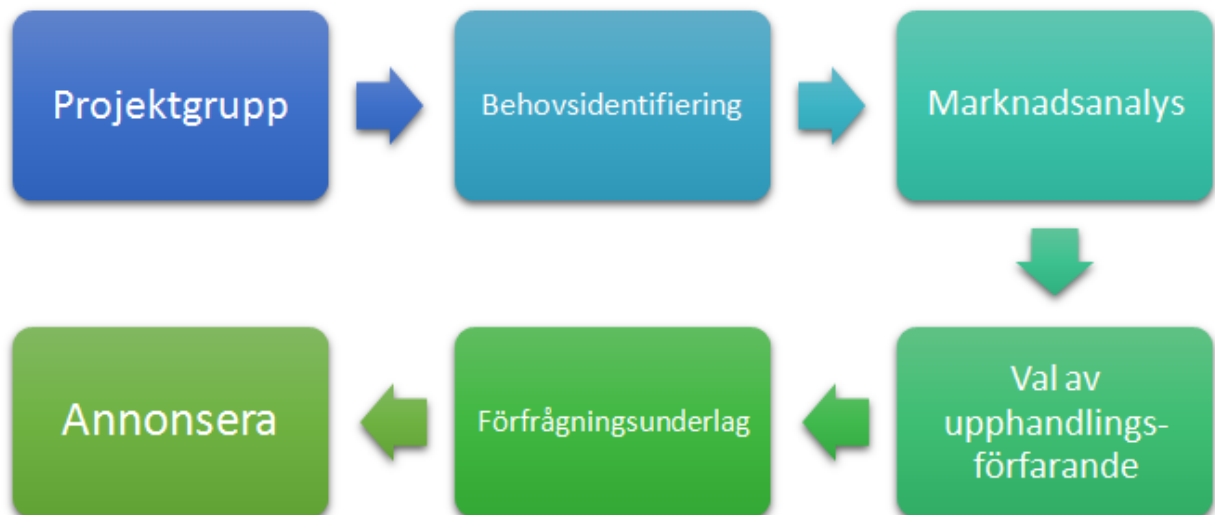 Projektgrupp
Behovsidentifiering
Marknadsanalys
Val av
upphandlings-
förfarande
Förfrågningsunderlag
Annonsera